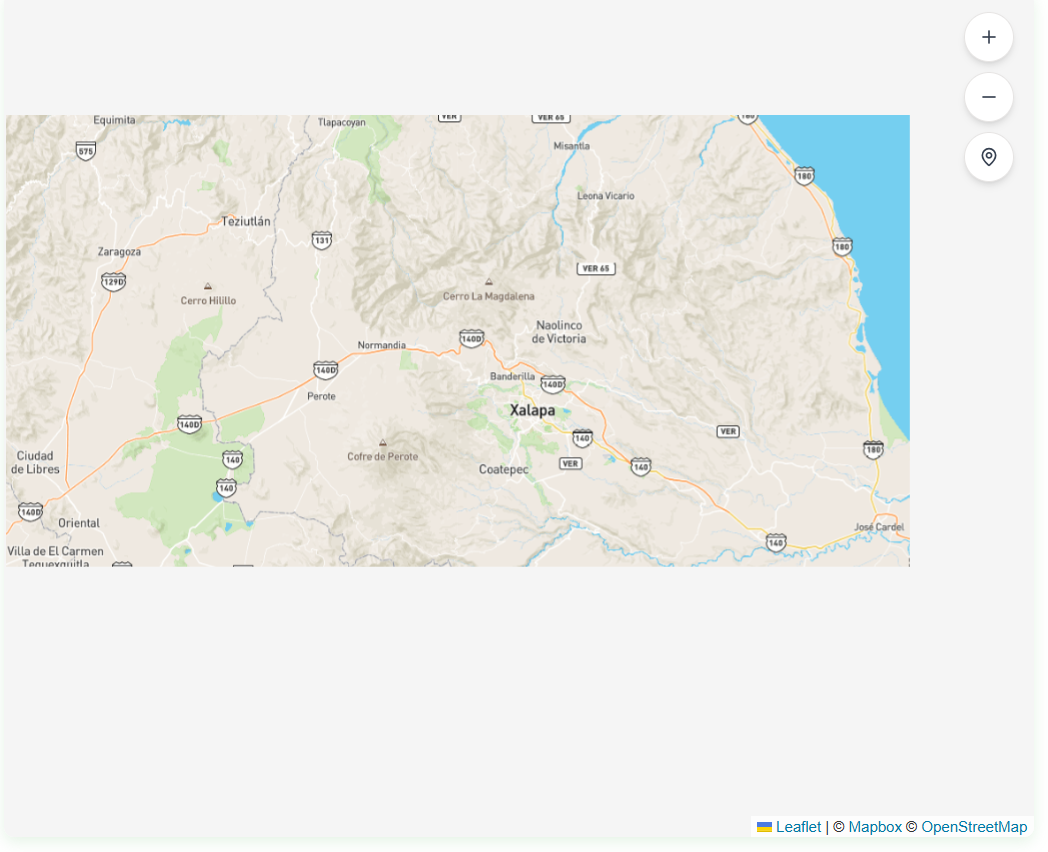 +
−
Equimita
Tlapacoyan
VER
VER 65
180
575
Misantla
180
Leona Vicario
Teziutlán
131
180
Zaragoza
VER 65
129D
Cerro Hilillo
Cerro La Magdalena
Naolinco
de Victoria
140D
Normandia
140D
Banderilla
140D
Perote
Xalapa
140D
VER
140
180
Cofre de Perote
Ciudad
de Libres
140
VER
140
Coatepec
140
140D
Oriental
José Cardel
140
Villa de El Carmen
Tequexquitla
Leaflet | © Mapbox © OpenStreetMap